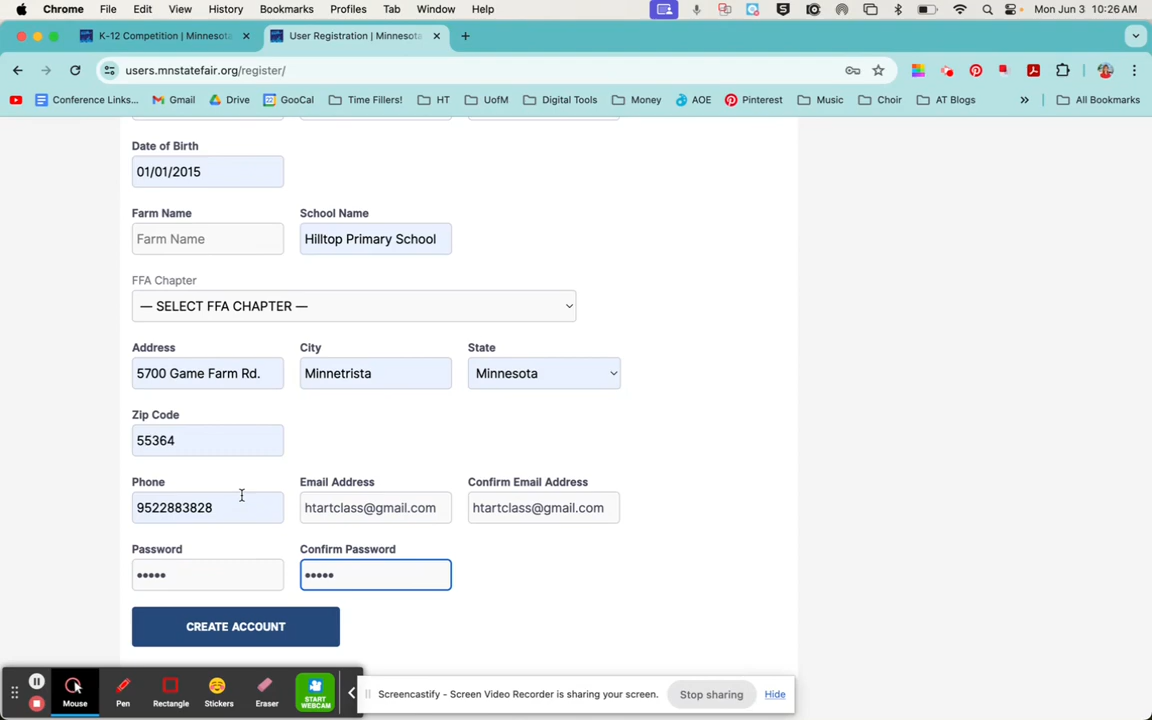 Chrome File Edit View History Bookmarks Profiles Tab Window Help Mon Jun 3 10:26 AM
K-12 Competition | Minnesota User Registration | Minnesota
users.mnstatefair.org/register/
Conference Links... Gmail Drive GooCal Time Fillers! HT UofM Digital Tools Money AOE Pinterest Music Choir AT Blogs All Bookmarks
Date of Birth
01/01/2015
Farm Name School Name
Farm Name Hilltop Primary School
FFA Chapter
— SELECT FFA CHAPTER —
Address City State
5700 Game Farm Rd. Minnetrista Minnesota
Zip Code
55364
Phone Email Address Confirm Email Address
9522883828 htartclass@gmail.com htartclass@gmail.com
Password Confirm Password
••••• •••••
CREATE ACCOUNT
Mouse Pen Rectangle Stickers Eraser START WEBCAM
Screencastify - Screen Video Recorder is sharing your screen. Stop sharing Hide